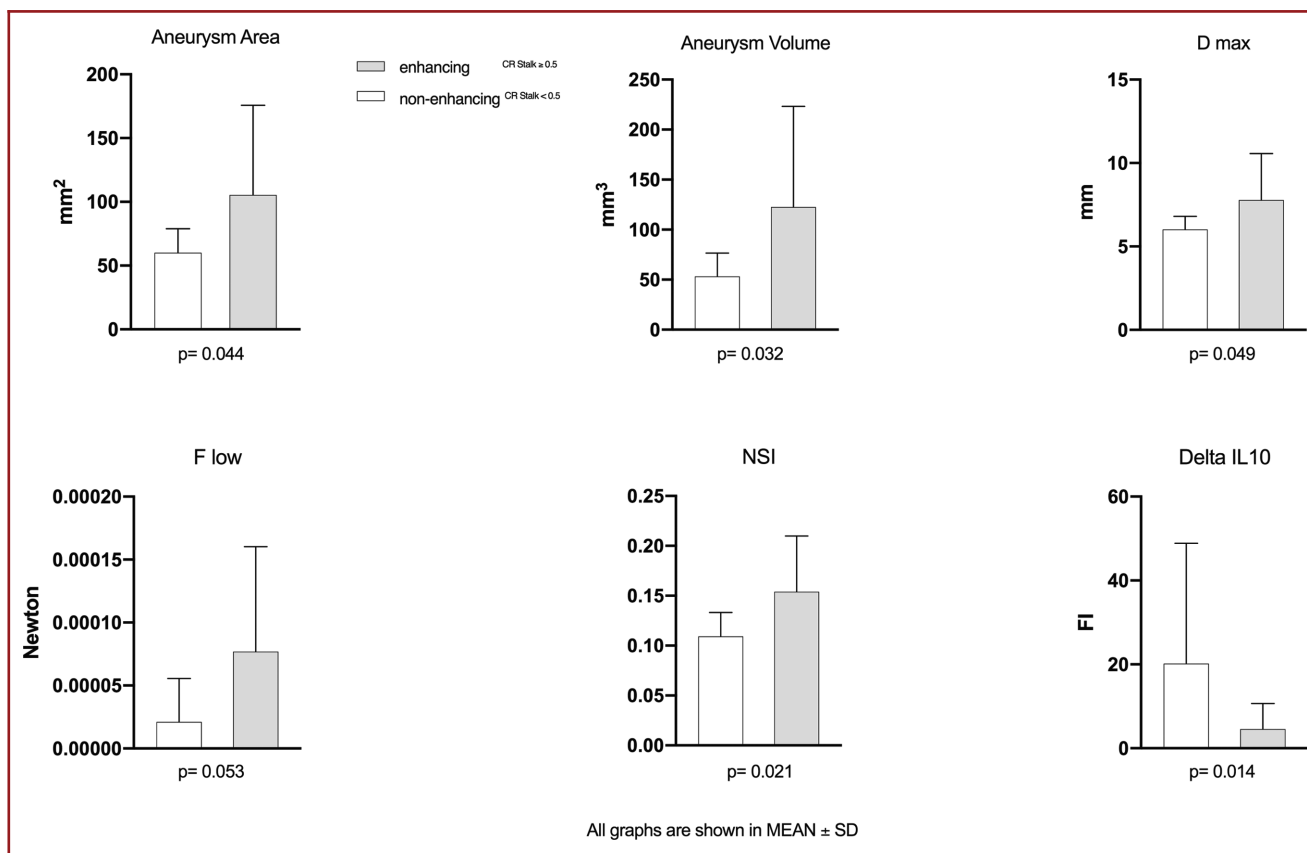 Aneurysm Area
200
150
100
50
0
mm2
p= 0.044
enhancing CR Stalk ≥ 0.5
non-enhancing CR Stalk < 0.5
Aneurysm Volume
250
200
150
100
50
0
mm3
p= 0.032
D max
15
10
5
0
mm
p= 0.049
F low
0.00020
0.00015
0.00010
0.00005
0.00000
Newton
p= 0.053
NSI
0.25
0.20
0.15
0.10
0.05
0.00
p= 0.021
Delta IL10
60
40
20
0
FI
p= 0.014
All graphs are shown in MEAN ± SD